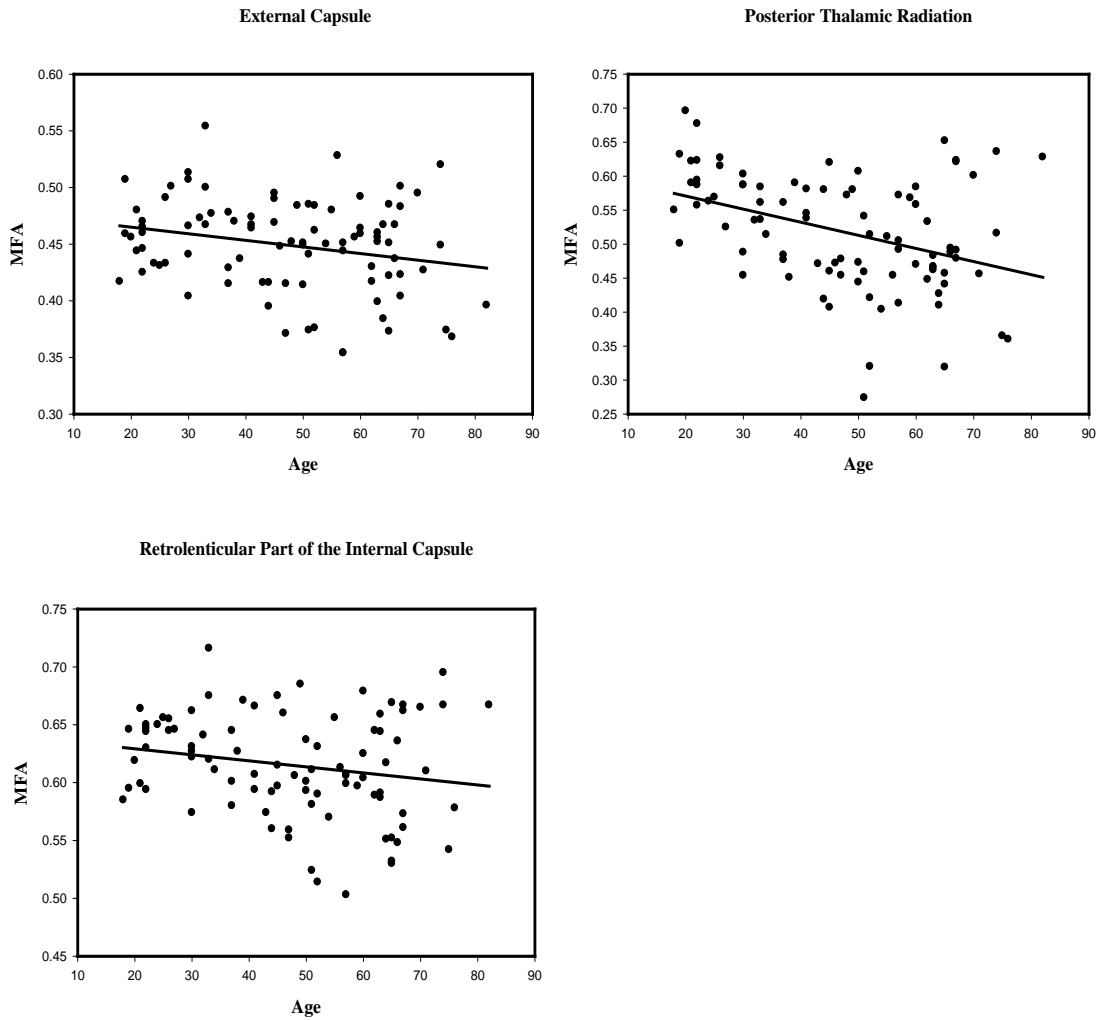 External Capsule
0.60
0.55
0.50
0.45
0.40
0.35
0.30
MFA
10 20 30 40 50 60 70 80 90
Age
Posterior Thalamic Radiation
0.75
0.70
0.65
0.60
0.55
0.50
0.45
0.40
0.35
0.30
0.25
MFA
10 20 30 40 50 60 70 80 90
Age
Retrolenticular Part of the Internal Capsule
0.75
0.70
0.65
0.60
0.55
0.50
0.45
MFA
10 20 30 40 50 60 70 80 90
Age